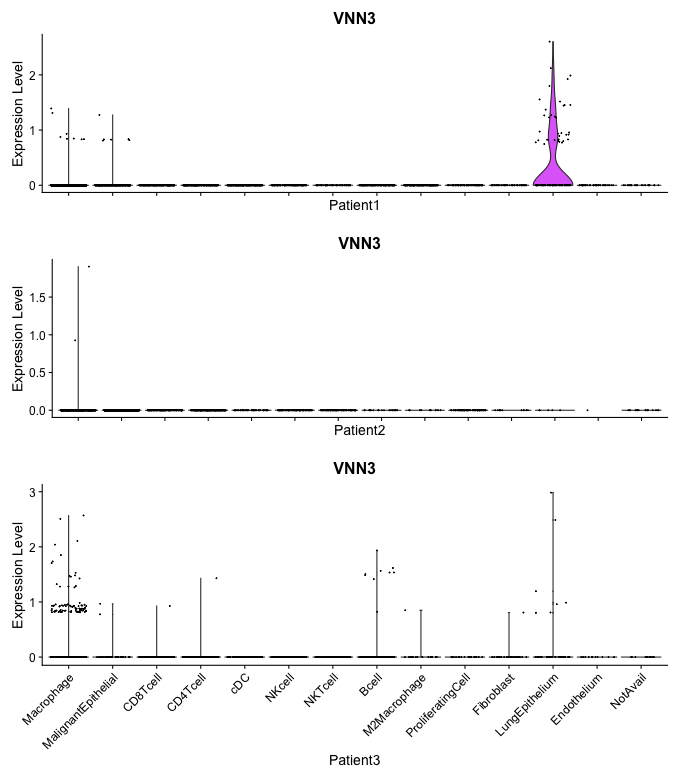 VNN3
Expression Level
2
1
0
Patient1
VNN3
Expression Level
1.5
1.0
0.5
0.0
Patient2
VNN3
Expression Level
3
2
1
0
Macrophage
MalignantEpithelial
CD8Tcell
CD4Tcell
cDC
NKcell
NKTcell
Bcell
M2Macrophage
ProliferatingCell
Fibroblast
LungEpithelium
Endothelium
NotAvail
Patient3